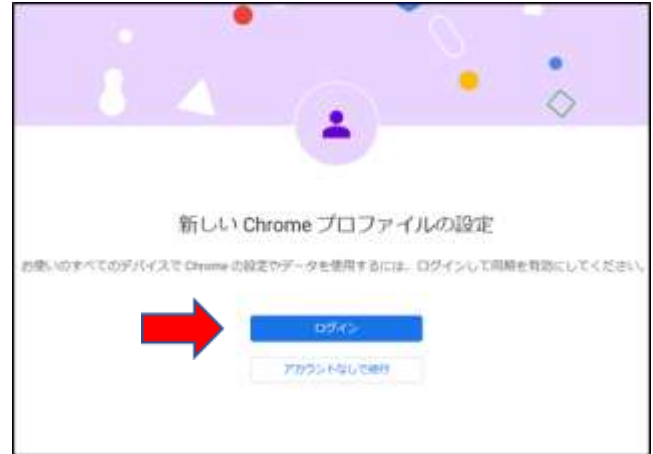 新しい Chrome プロファイルの設定
お使いのすべてのデバイスで Chrome の設定やデータを使用するには、ログインして同期を有効にしてください。
ログイン
アカウントなしで続行